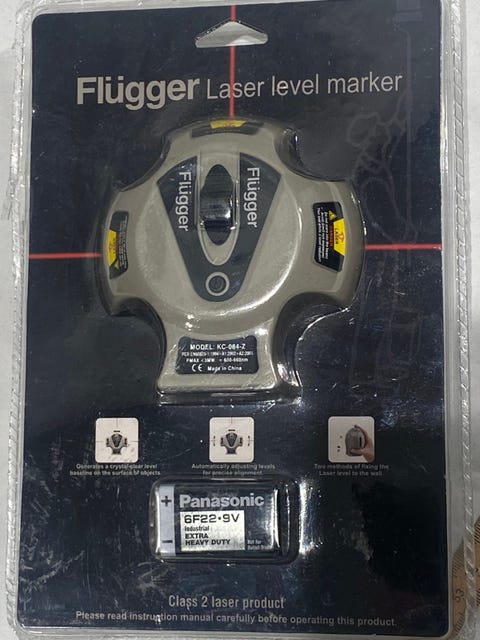 Flügger Laser level marker
Flügger
Flügger
MODEL: KC-064-Z
CE Made in China
Generates a crystal-clear level
baseline on the surface of objects.
Automatically adjusting levels
for precise alignment.
Two methods of fixing the
Laser level to the wall.
Panasonic
6F22•9V
Industrial
EXTRA
HEAVY DUTY
Not for
Class 2 laser product
Please read instruction manual carefully before operating this product.